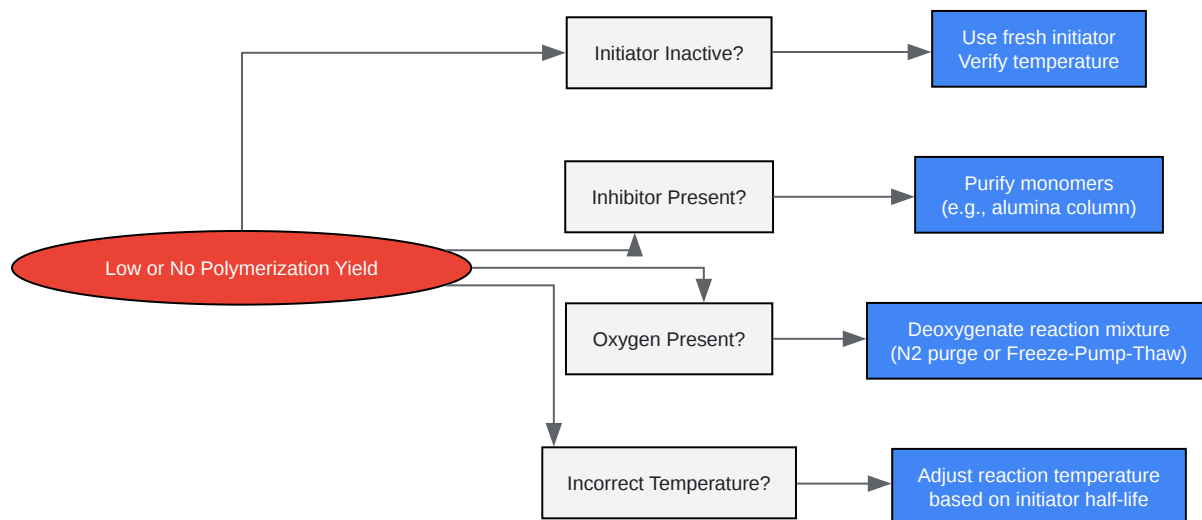 Initiator Inactive?
Use fresh initiator
Verify temperature
Inhibitor Present?
Purify monomers
(e.g., alumina column)
Low or No Polymerization Yield
Oxygen Present?
Deoxygenate reaction mixture
(N2 purge or Freeze-Pump-Thaw)
Incorrect Temperature?
Adjust reaction temperature
based on initiator half-life